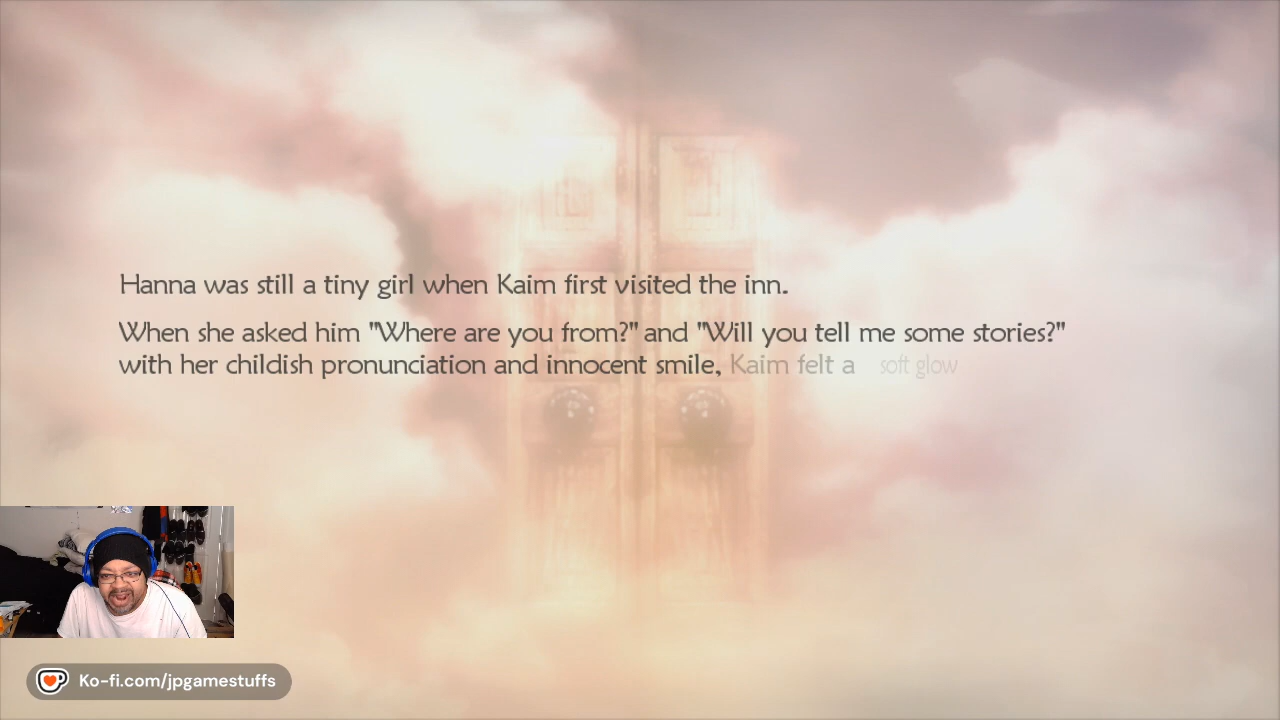 Hanna was still a tiny girl when Kaim first visited the inn.
When she asked him "Where are you from?" and "Will you tell me some stories?"
with her childish pronunciation and innocent smile, Kaim felt a soft glow
Ko-fi.com/jpgamestuffs